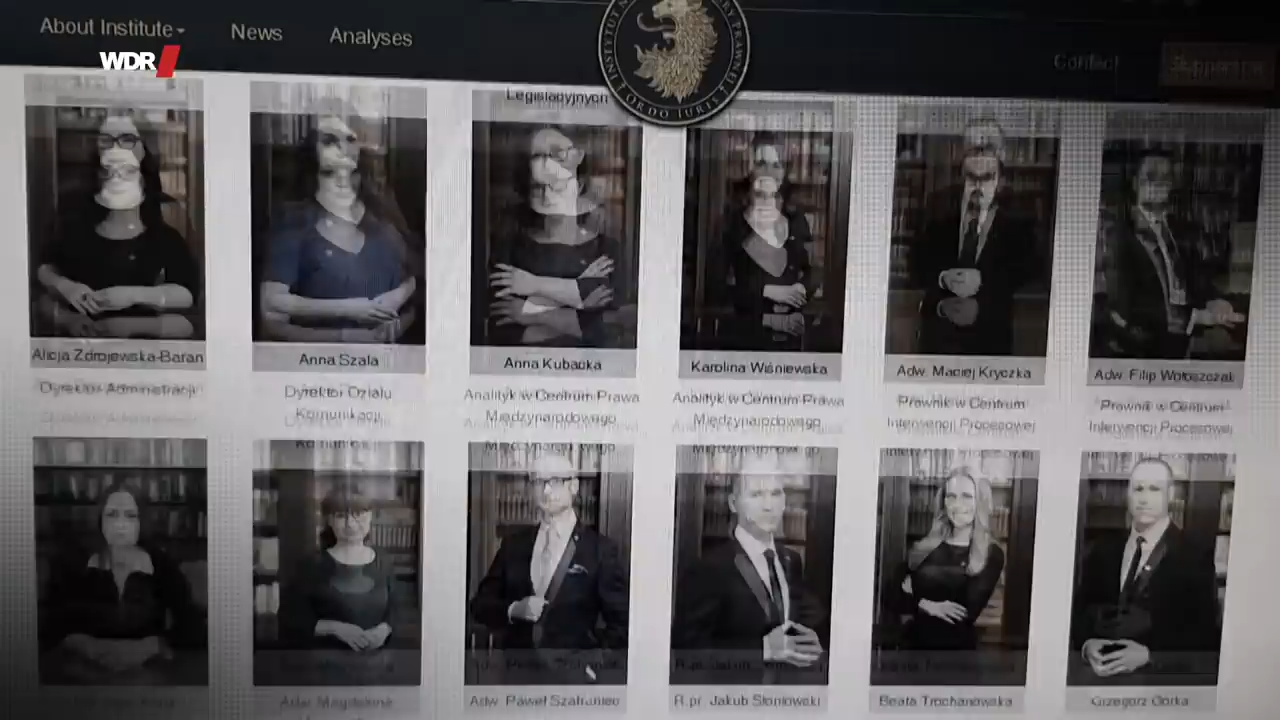 About Institute
News
Analyses
WDR
ORDO IURIS
Contact
Legislacyjnych
Alicja Zdrojewska-Baran
Anna Szala
Anna Kubacka
Karolina Wiśniewska
Adw. Maciej Kryczka
Adw. Filip Wołoszczak
Dyrektor Administracji
Dyrektor Działu
Komunikacji
Analityk w Centrum Prawa
Międzynarodowego
Analityk w Centrum Prawa
Międzynarodowego
Prawnik w Centrum
Interwencji Procesowej
Prawnik w Centrum
Interwencji Procesowej
Adw. Magdalena
Adw. Paweł Szafraniec
R.pr. Jakub Słoniowski
Beata Trochanowska
Grzegorz Górka